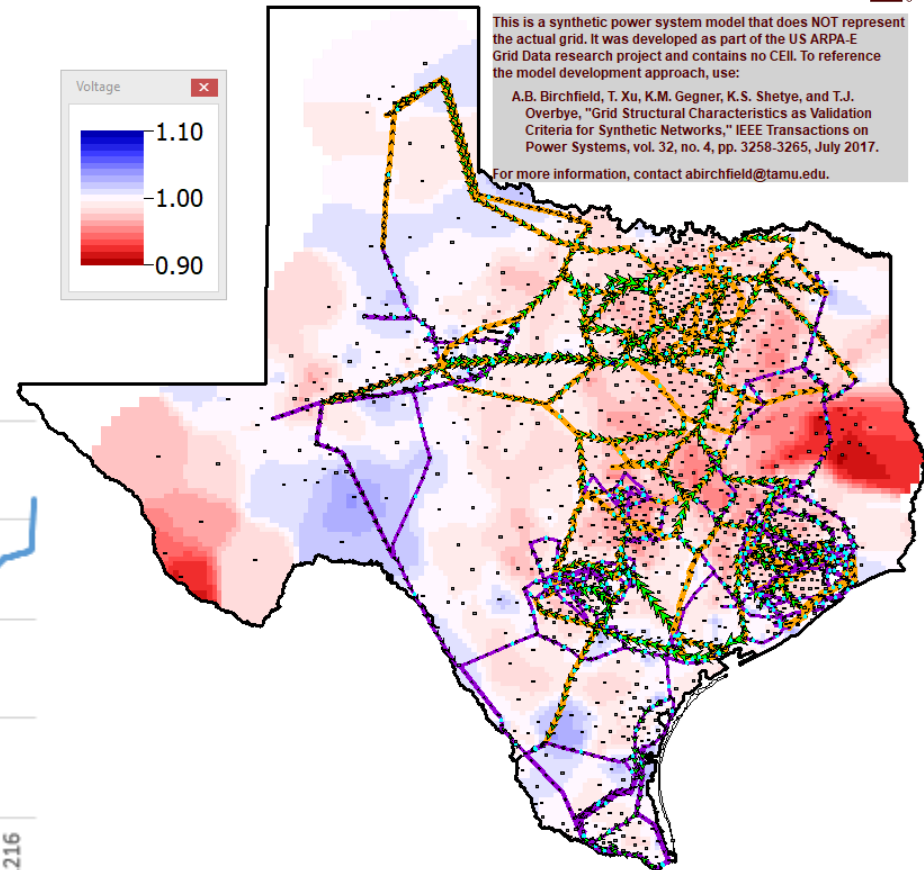 This is a synthetic power system model that does NOT represent
the actual grid. It was developed as part of the US ARPA-E
Grid Data research project and contains no CEII. To reference
the model development approach, use:
A.B. Birchfield, T. Xu, K.M. Gegner, K.S. Shetye, and T.J.
Overbye, "Grid Structural Characteristics as Validation
Criteria for Synthetic Networks," IEEE Transactions on
Power Systems, vol. 32, no. 4, pp. 3258-3265, July 2017.
For more information, contact abirchfield@tamu.edu.
Voltage
1.10
1.00
0.90
216